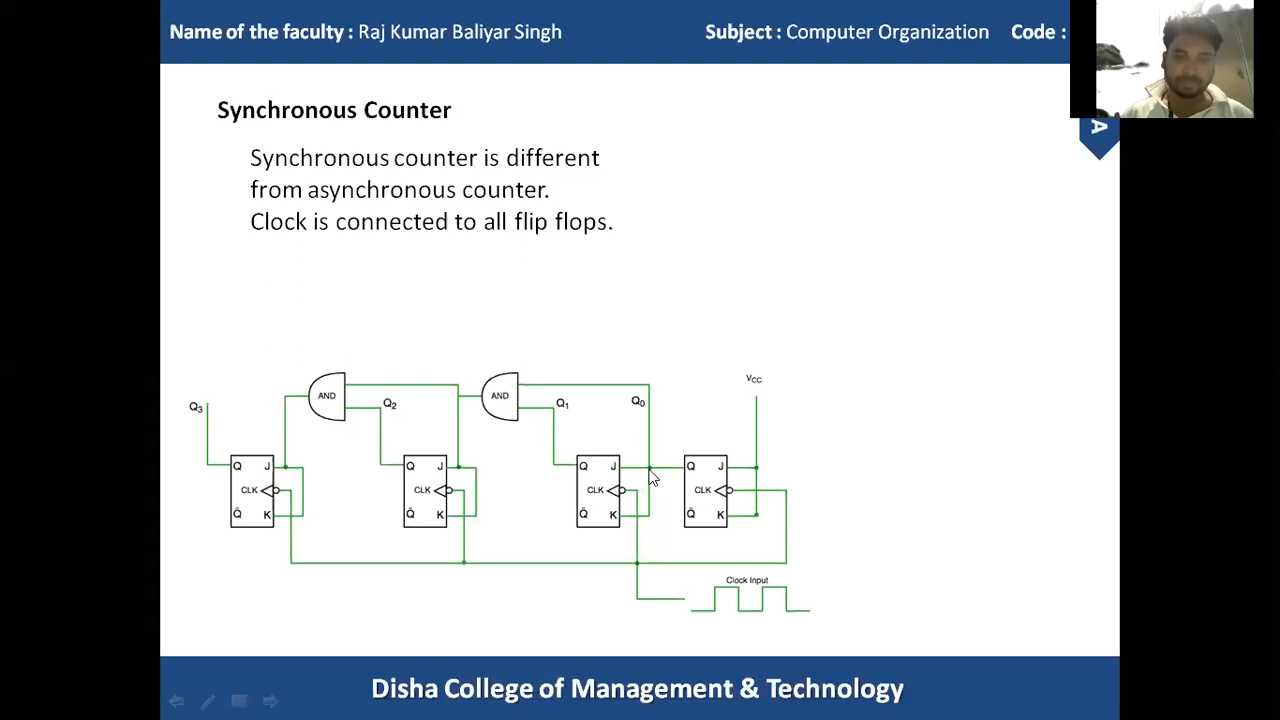 Name of the faculty : Raj Kumar Baliyar Singh Subject : Computer Organization Code :
A
Synchronous Counter
Synchronous counter is different
from asynchronous counter.
Clock is connected to all flip flops.
VCC
Q3 AND Q2 AND Q1 Q0
Q J Q J Q J Q J
CLK CLK CLK CLK
Q̄ K Q̄ K Q̄ K Q̄ K
Clock Input
Disha College of Management & Technology